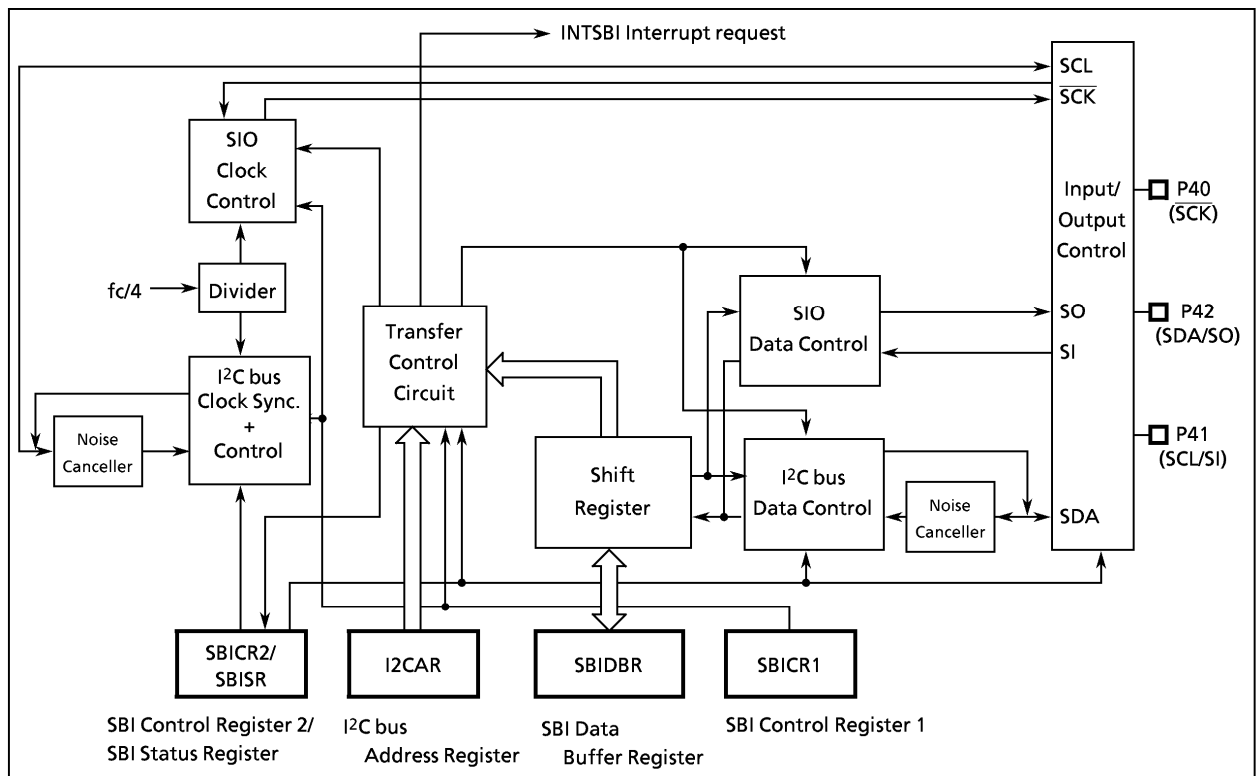 INTSBI Interrupt request
SCL
SCK
SIO
Clock
Control
Input/
Output
Control
P40
(SCK)
fc/4
Divider
Transfer
Control
Circuit
SIO
Data Control
SO
SI
P42
(SDA/SO)
I²C bus
Clock Sync.
+
Control
Noise
Canceller
Shift
Register
I²C bus
Data Control
Noise
Canceller
SDA
P41
(SCL/SI)
SBICR2/
SBISR
I2CAR
SBIDBR
SBICR1
SBI Control Register 2/
SBI Status Register
I²C bus
Address Register
SBI Data
Buffer Register
SBI Control Register 1